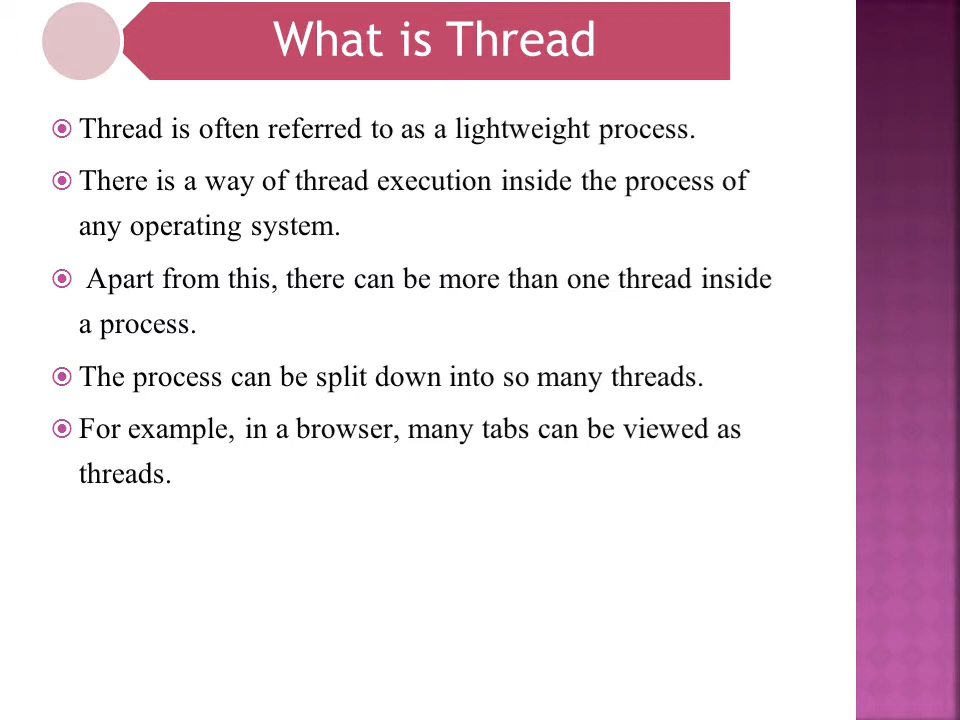 What is Thread
Thread is often referred to as a lightweight process.
There is a way of thread execution inside the process of
any operating system.
Apart from this, there can be more than one thread inside
a process.
The process can be split down into so many threads.
For example, in a browser, many tabs can be viewed as
threads.